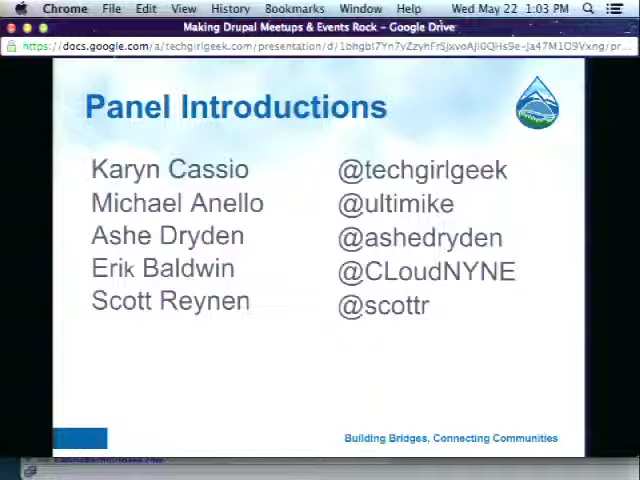 Chrome File Edit View History Bookmarks Window Help Wed May 22 1:03 PM
Making Drupal Meetups & Events Rock – Google Drive
Panel Introductions
Karyn Cassio @techgirlgeek
Michael Anello @ultimike
Ashe Dryden @ashedryden
Erik Baldwin @CLoudNYNE
Scott Reynen @scottr
Building Bridges, Connecting Communities